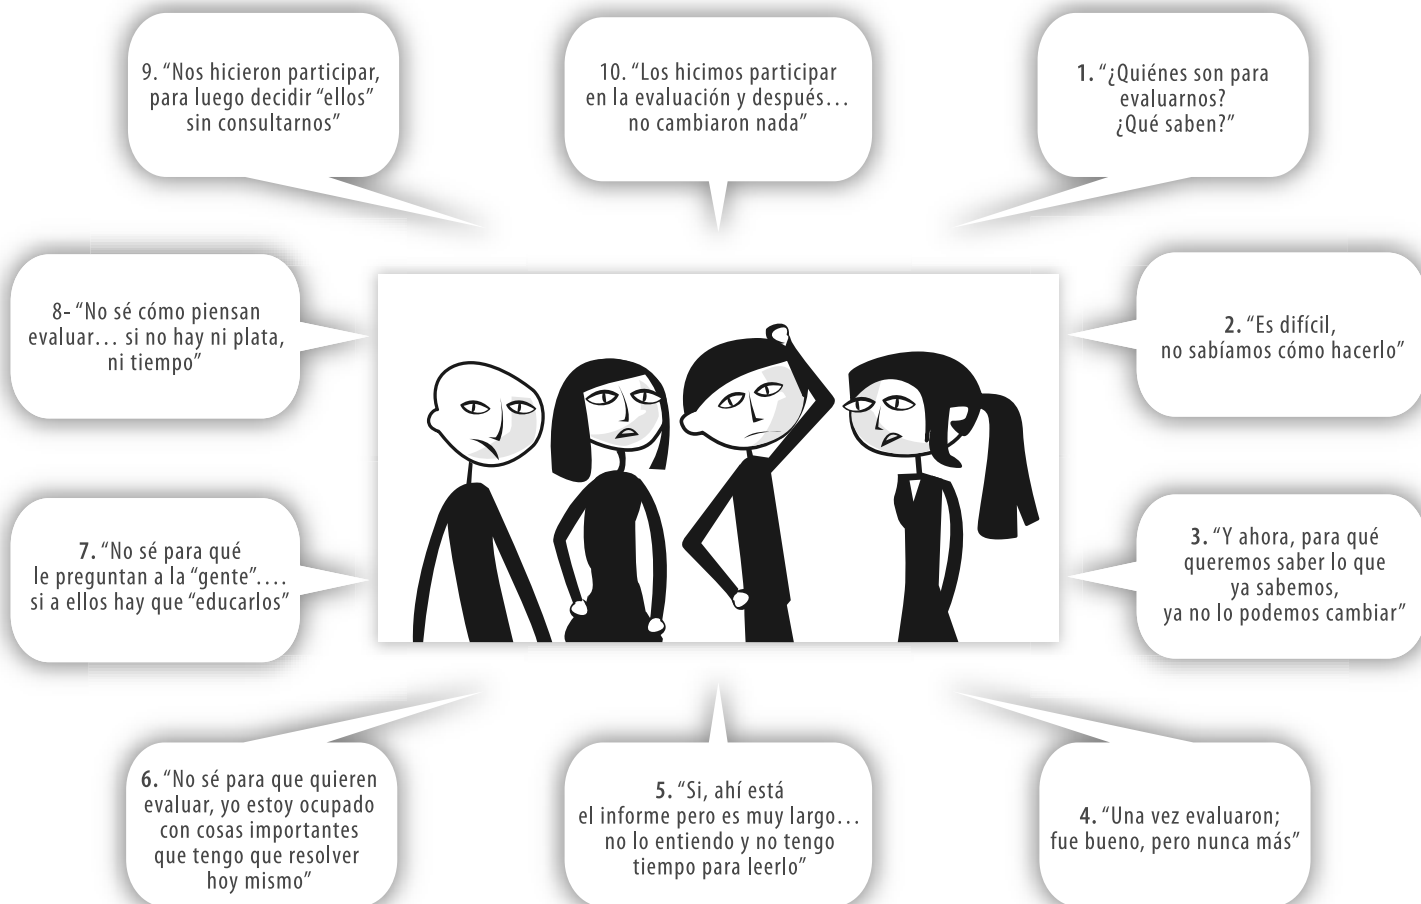 9. “Nos hicieron participar,
para luego decidir “ellos”
sin consultarnos”
10. “Los hicimos participar
en la evaluación y después...
no cambiaron nada”
1. “¿Quiénes son para
evaluarnos?
¿Qué saben?”
8- “No sé cómo piensan
evaluar... si no hay ni plata,
ni tiempo”
2. “Es difícil,
no sabíamos cómo hacerlo”
7. “No sé para qué
le preguntan a la “gente”....
si a ellos hay que “educarlos”
3. “Y ahora, para qué
queremos saber lo que
ya sabemos,
ya no lo podemos cambiar”
6. “No sé para que quieren
evaluar, yo estoy ocupado
con cosas importantes
que tengo que resolver
hoy mismo”
5. “Si, ahí está
el informe pero es muy largo...
no lo entiendo y no tengo
tiempo para leerlo”
4. “Una vez evaluaron;
fue bueno, pero nunca más”